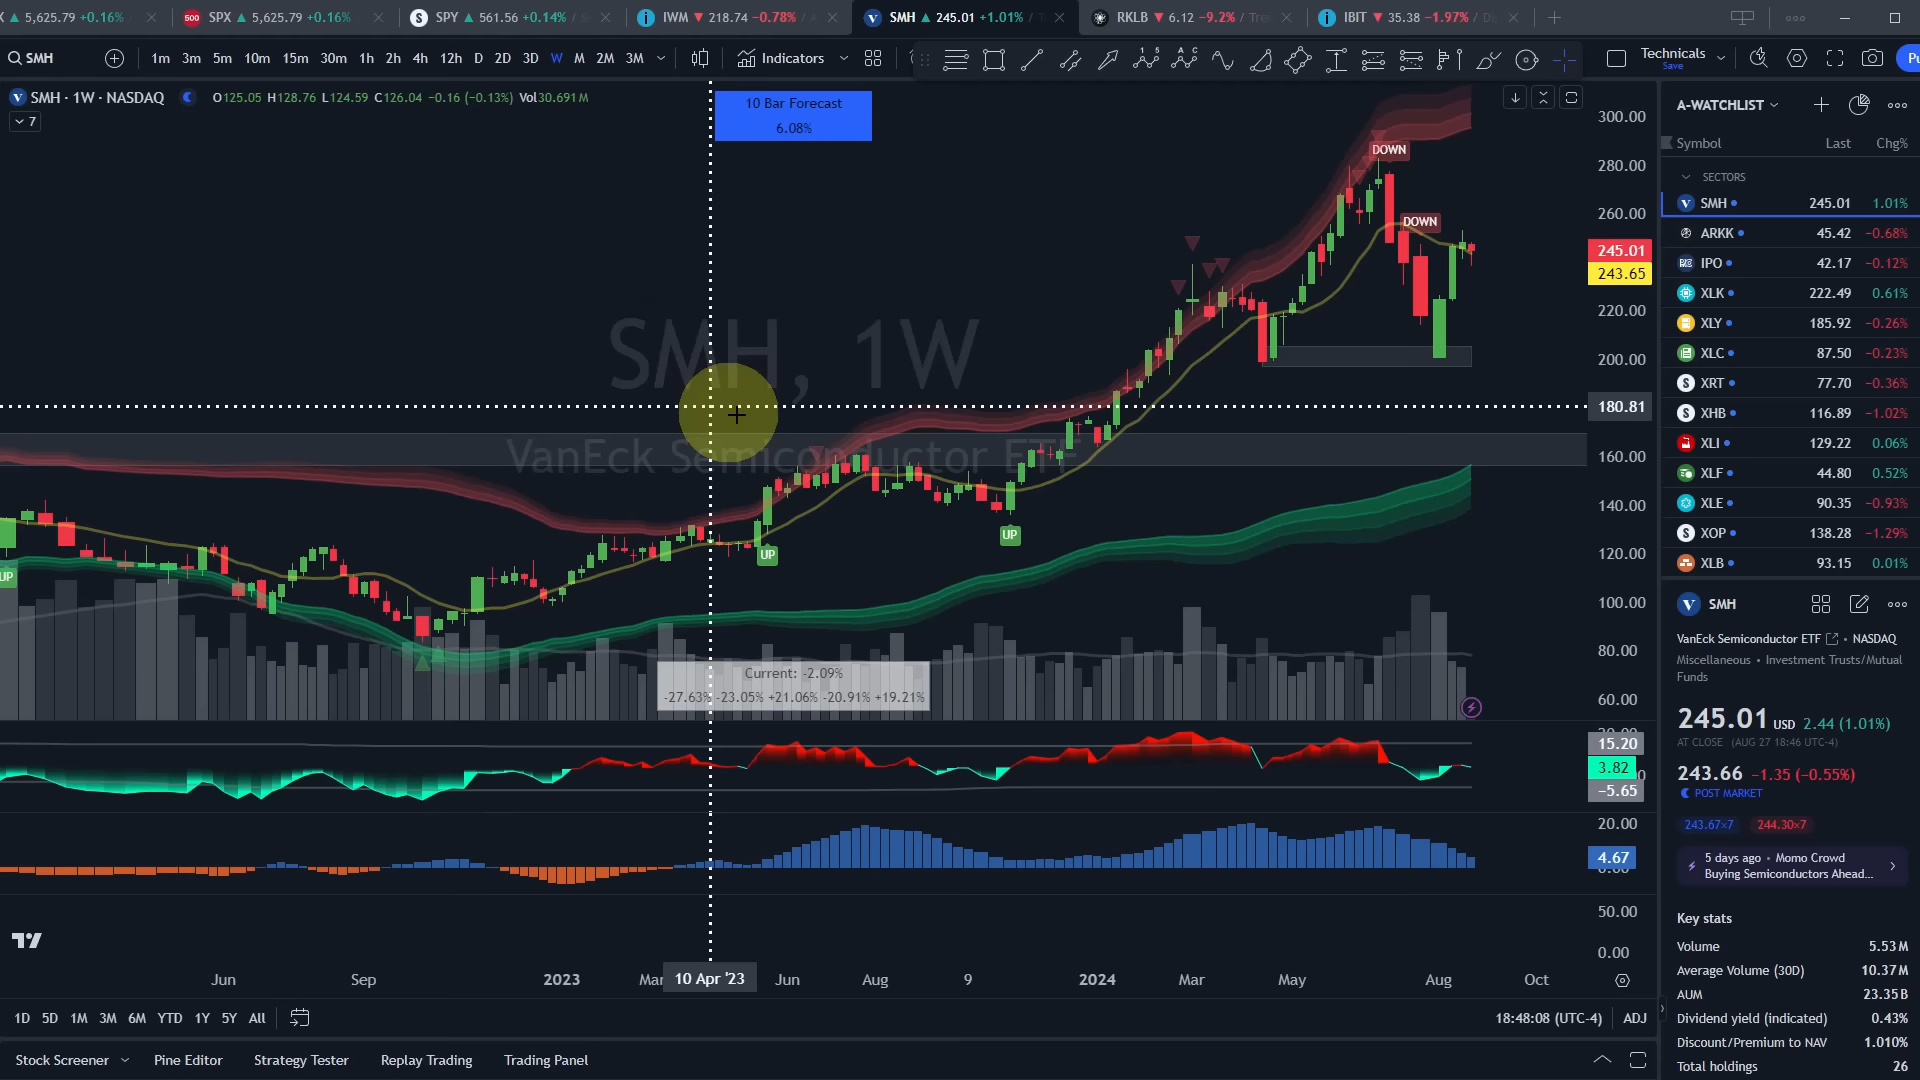 5,625.79 +0.16%
500 SPX 5,625.79 +0.16%
S SPY 561.56 +0.14%
IWM 218.74 −0.78% /
V SMH 245.01 +1.01% /
RKLB 6.12 −9.2% / Tre
IBIT 35.38 −1.97% /
SMH
1m 3m 5m 10m 15m 30m 1h 2h 4h 12h D 2D 3D W M 2M 3M
Indicators
Technicals
Save
SMH · 1W · NASDAQ
O125.05 H128.76 L124.59 C126.04 −0.16 (−0.13%) Vol30.691M
7
10 Bar Forecast
6.08%
SMH, 1W
VanEck Semiconductor ETF
DOWN
DOWN
UP
UP
UP
Current: -2.09%
-27.63% -23.05% +21.06% -20.91% +19.21%
300.00
280.00
260.00
245.01
243.65
220.00
200.00
180.81
160.00
140.00
120.00
100.00
80.00
60.00
15.20
3.82
−5.65
20.00
4.67
50.00
0.00
Jun Sep 2023 Mar 10 Apr '23 Jun Aug 9 2024 Mar May Aug Oct
1D 5D 1M 3M 6M YTD 1Y 5Y All
18:48:08 (UTC-4) ADJ
Stock Screener Pine Editor Strategy Tester Replay Trading Trading Panel
A-WATCHLIST
Symbol Last Chg%
SECTORS
SMH 245.01 1.01%
ARKK 45.42 −0.68%
IPO 42.17 −0.12%
XLK 222.49 0.61%
XLY 185.92 −0.26%
XLC 87.50 −0.23%
XRT 77.70 −0.36%
XHB 116.89 −1.02%
XLI 129.22 0.06%
XLF 44.80 0.52%
XLE 90.35 −0.93%
XOP 138.28 −1.29%
XLB 93.15 0.01%
SMH
VanEck Semiconductor ETF • NASDAQ
Miscellaneous • Investment Trusts/Mutual
Funds
245.01 USD 2.44 (1.01%)
AT CLOSE (AUG 27 18:46 UTC-4)
243.66 −1.35 (−0.55%)
POST MARKET
243.67×7 244.30×7
5 days ago • Momo Crowd
Buying Semiconductors Ahead...
Key stats
Volume 5.53M
Average Volume (30D) 10.37M
AUM 23.35B
Dividend yield (indicated) 0.43%
Discount/Premium to NAV 1.010%
Total holdings 26